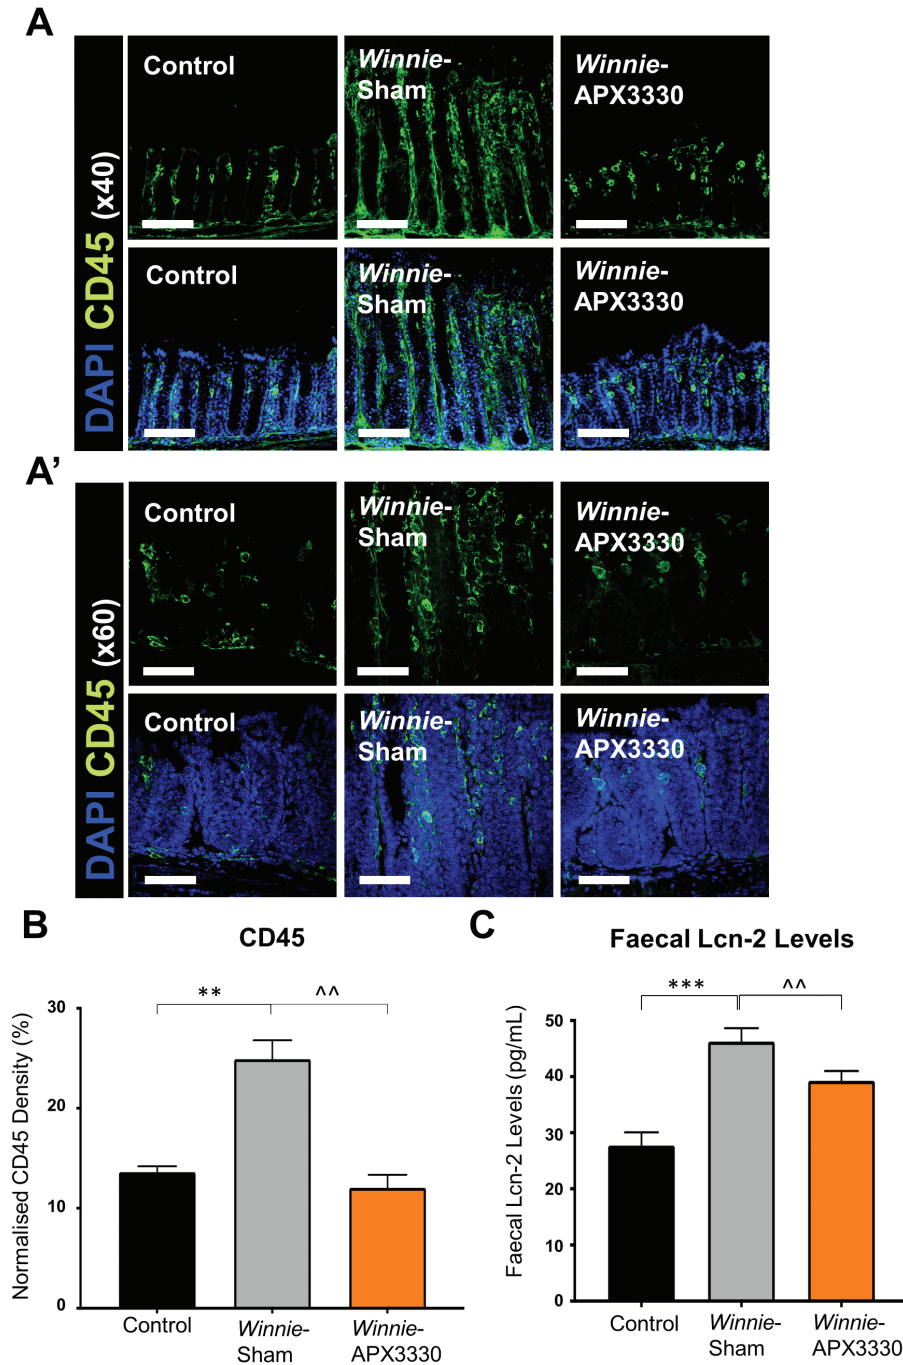 A
DAPI CD45 (x40)
Control
Winnie-
Sham
Winnie-
APX3330
Control
Winnie-
Sham
Winnie-
APX3330
A’
DAPI CD45 (x60)
Control
Winnie-
Sham
Winnie-
APX3330
Control
Winnie-
Sham
Winnie-
APX3330
B
CD45
**
^^
Normalised CD45 Density (%)
30
20
10
0
Control
Winnie-
Sham
Winnie-
APX3330
C
Faecal Lcn-2 Levels
***
^^
Faecal Lcn-2 Levels (pg/mL)
50
40
30
20
10
0
Control
Winnie-
Sham
Winnie-
APX3330